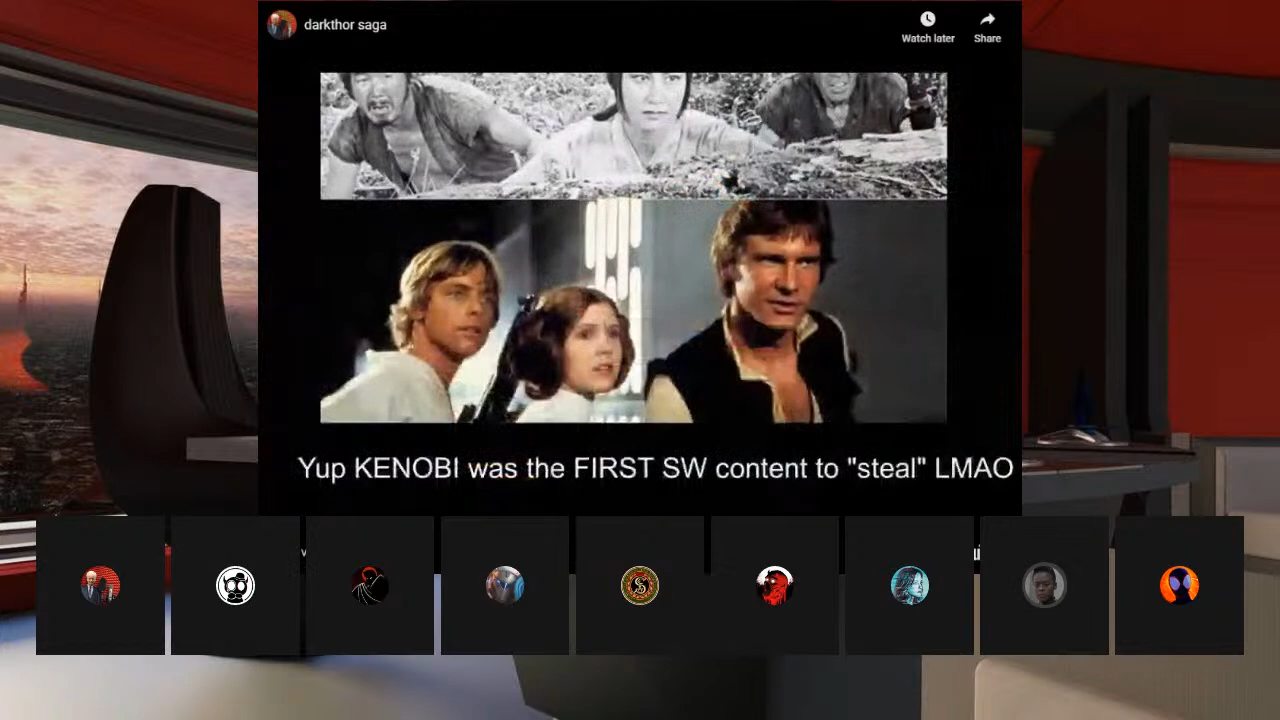 darkthor saga
Watch later
Share
Yup KENOBI was the FIRST SW content to "steal" LMAO